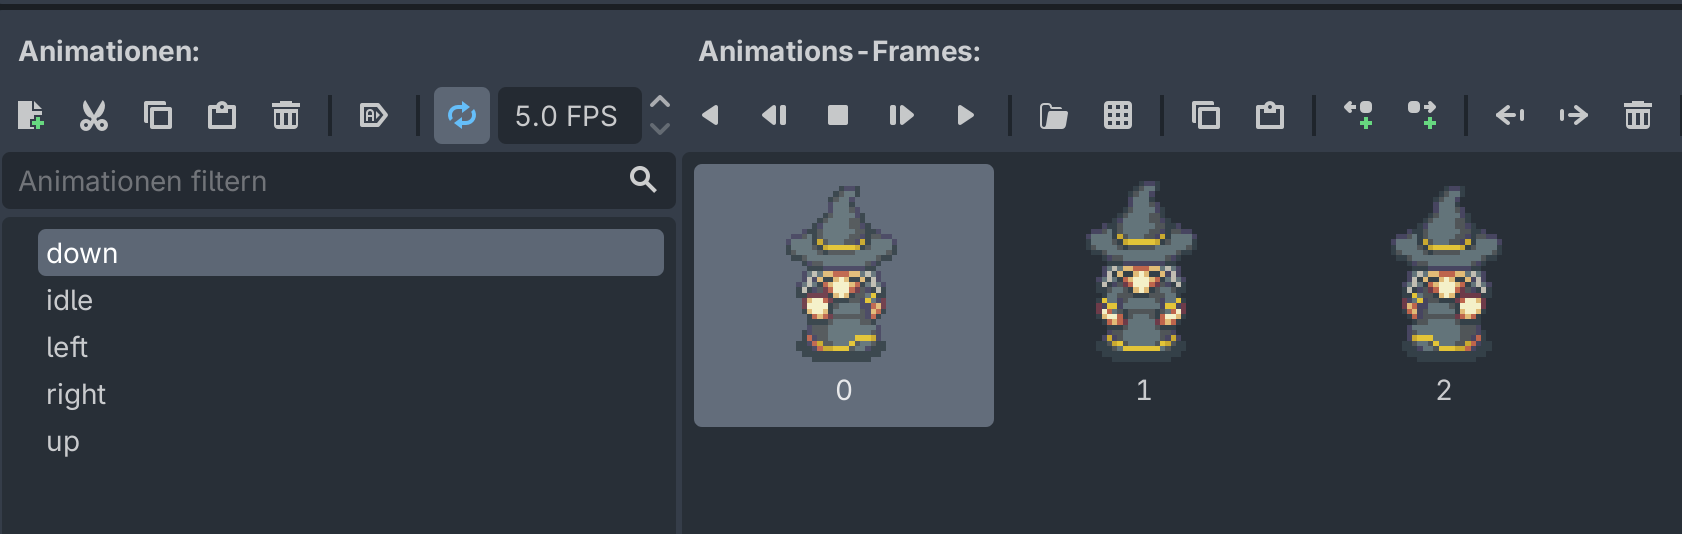 Animationen:
Animations-Frames:
A
5.0 FPS
Animationen filtern
down
idle
left
right
up
0
1
2